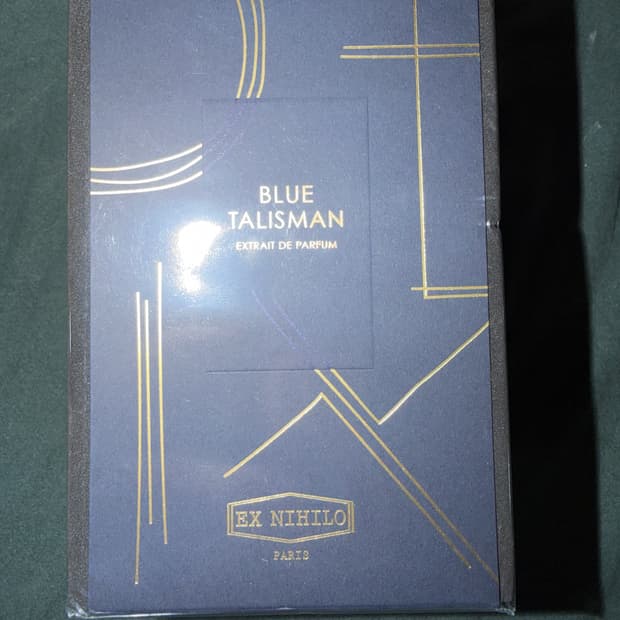 BLUE
TALISMAN
EXTRAIT DE PARFUM
EX NIHILO
PARIS